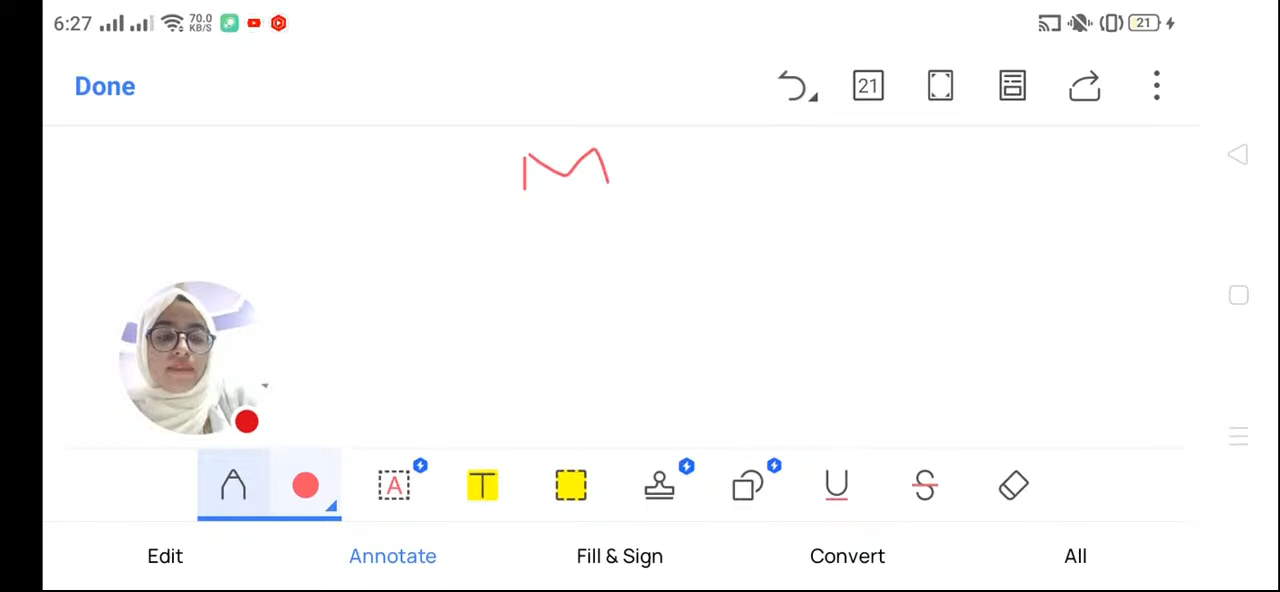 6:27 70.0 KB/S 21
Done 21
M
A T U S
Edit Annotate Fill & Sign Convert All